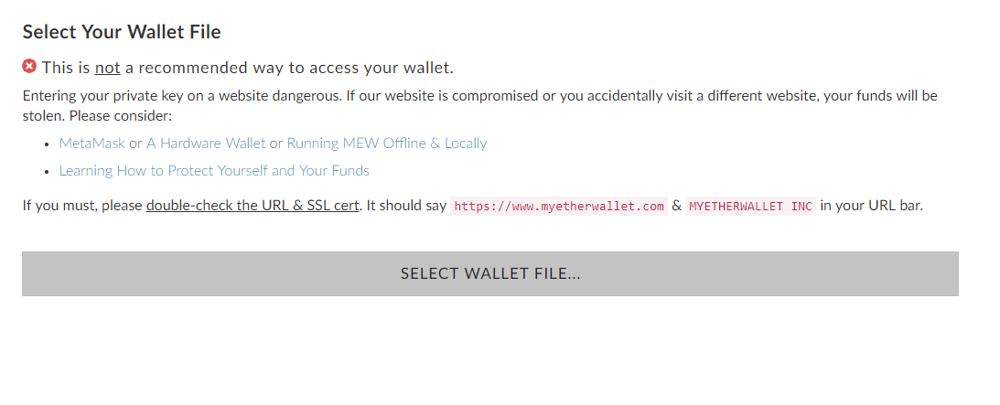 Select Your Wallet File
This is not a recommended way to access your wallet.
Entering your private key on a website dangerous. If our website is compromised or you accidentally visit a different website, your funds will be
stolen. Please consider:
MetaMask or A Hardware Wallet or Running MEW Offline & Locally
Learning How to Protect Yourself and Your Funds
If you must, please double-check the URL & SSL cert. It should say https://www.myetherwallet.com & MYETHERWALLET INC in your URL bar.
SELECT WALLET FILE...